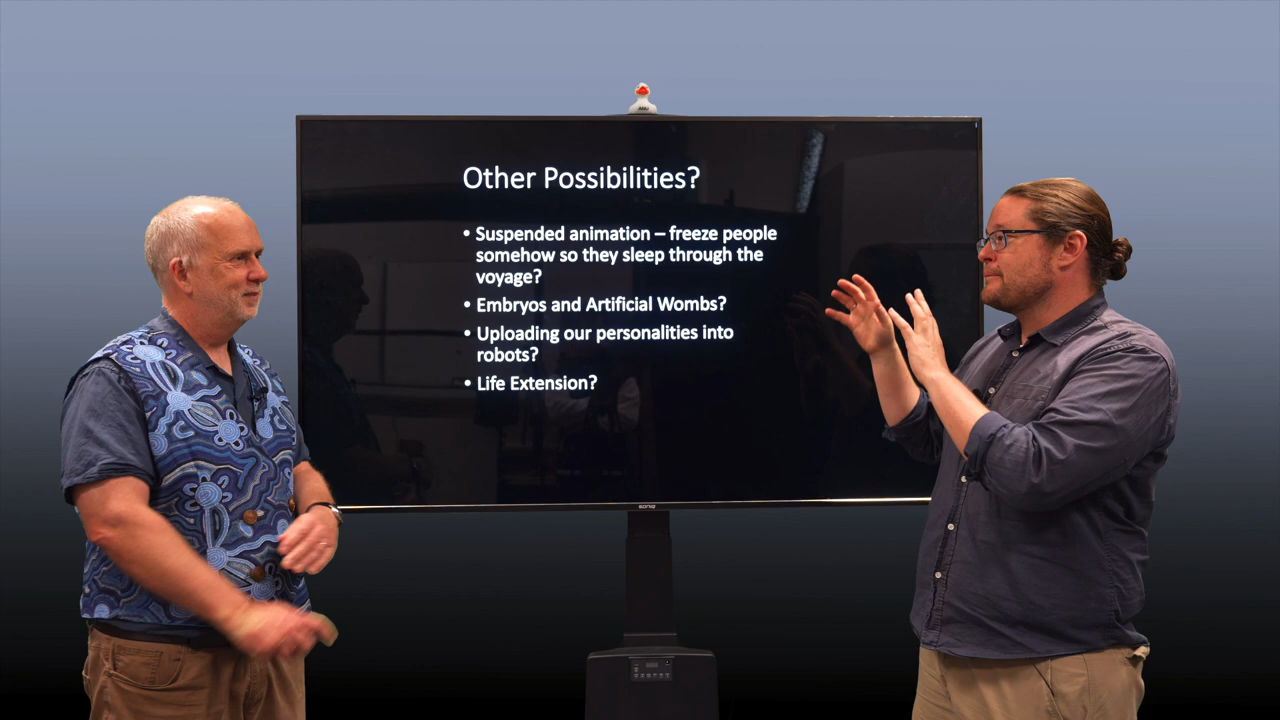 Other Possibilities?
• Suspended animation – freeze people
somehow so they sleep through the
voyage?
• Embryos and Artificial Wombs?
• Uploading our personalities into
robots?
• Life Extension?
soniq